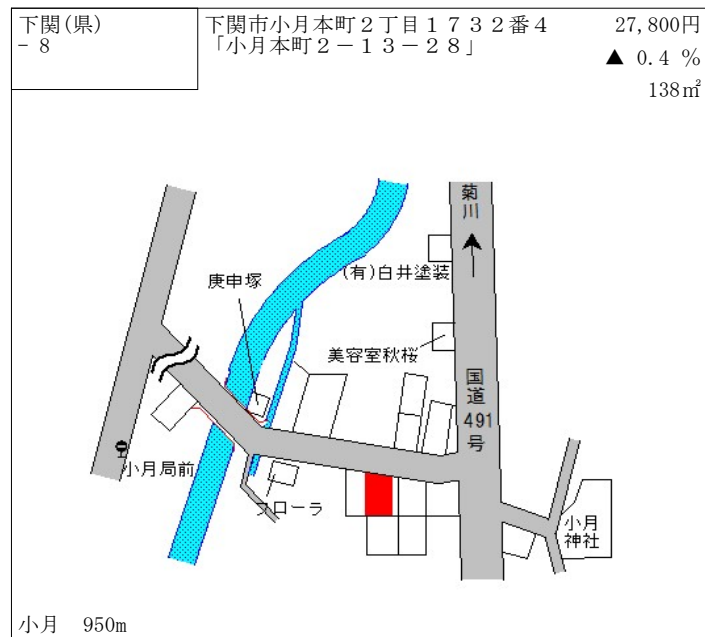 下関(県)
－8
下関市小月本町２丁目１７３２番４
「小月本町２－１３－２８」
27,800円
▲ 0.4 %
138㎡
菊川
(有)白井塗装
庚申塚
美容室秋桜
国道491号
小月局前
フローラ
小月
神社
小月　950m